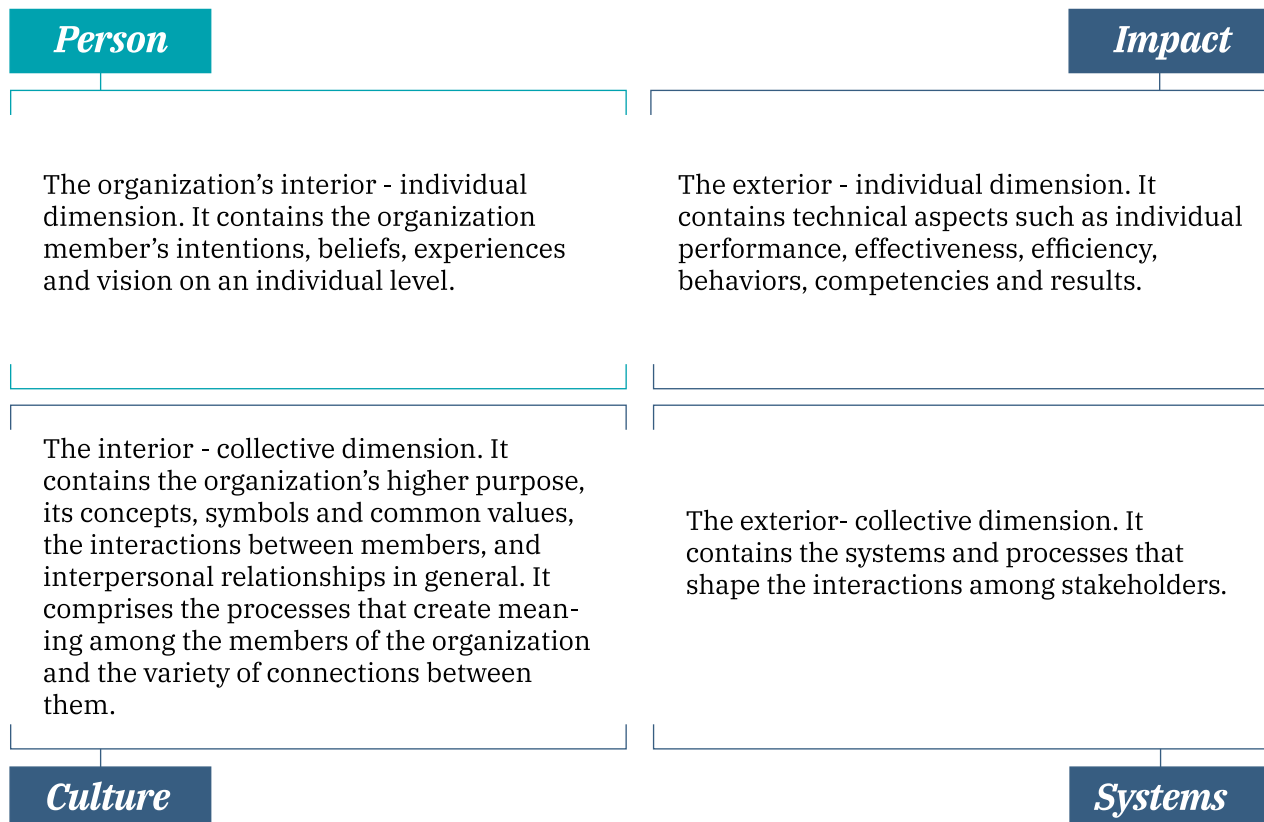 Person
Impact
The organization’s interior - individual
dimension. It contains the organization
member’s intentions, beliefs, experiences
and vision on an individual level.
The exterior - individual dimension. It
contains technical aspects such as individual
performance, effectiveness, efficiency,
behaviors, competencies and results.
The interior - collective dimension. It
contains the organization’s higher purpose,
its concepts, symbols and common values,
the interactions between members, and
interpersonal relationships in general. It
comprises the processes that create mean-
ing among the members of the organization
and the variety of connections between
them.
The exterior- collective dimension. It
contains the systems and processes that
shape the interactions among stakeholders.
Culture
Systems